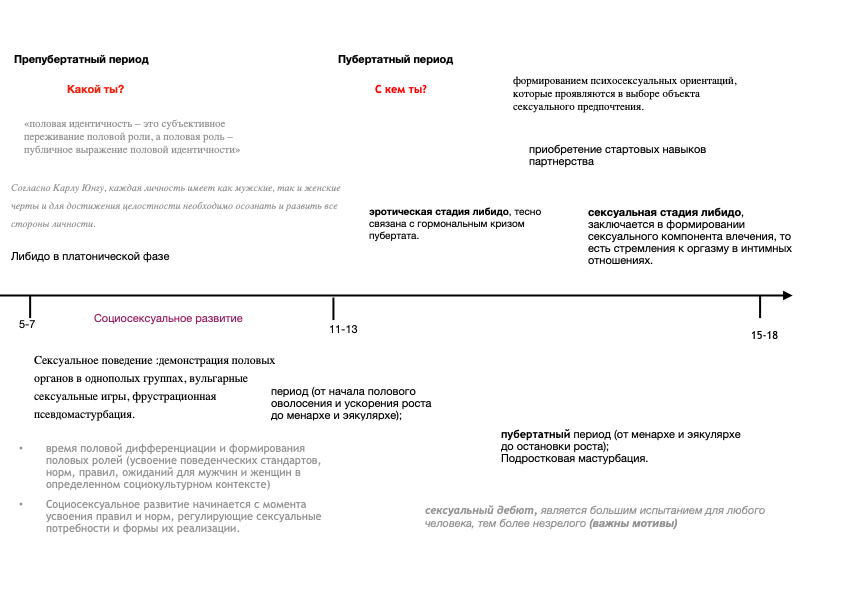 Препубертатный период
Пубертатный период
Какой ты?
С кем ты?
формированием психосексуальных ориентаций,
которые проявляются в выборе объекта
сексуального предпочтения.
«половая идентичность – это субъективное
переживание половой роли, а половая роль –
публичное выражение половой идентичности»
приобретение стартовых навыков
партнерства
Согласно Карлу Юнгу, каждая личность имеет как мужские, так и женские
черты и для достижения целостности необходимо осознать и развить все
стороны личности.
эротическая стадия либидо, тесно
связана с гормональным кризом
пубертата.
сексуальная стадия либидо,
заключается в формировании
сексуального компонента влечения, то
есть стремления к оргазму в интимных
отношениях.
Либидо в платонической фазе
5-7
Социосексуальное развитие
11-13
15-18
Сексуальное поведение :демонстрация половых
органов в однополых группах, вульгарные
сексуальные игры, фрустрационная
псевдомастурбация.
период (от начала полового
оволосения и ускорения роста
до менархе и эякулярхе);
пубертатный период (от менархе и эякулярхе
до остановки роста);
Подростковая мастурбация.
• время половой дифференциации и формирования
половых ролей (усвоение поведенческих стандартов,
норм, правил, ожиданий для мужчин и женщин в
определенном социокультурном контексте)
• Социосексуальное развитие начинается с момента
усвоения правил и норм, регулирующие сексуальные
потребности и формы их реализации.
сексуальный дебют, является большим испытанием для любого
человека, тем более незрелого (важны мотивы)